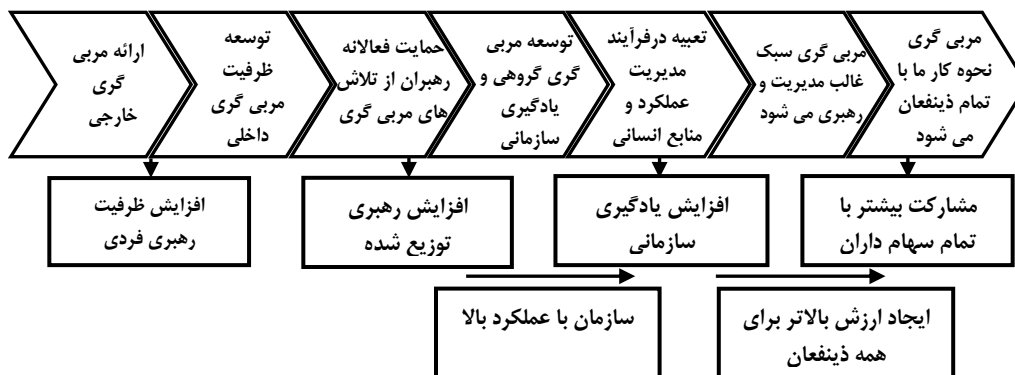 ارائه مربی
گری
خارجی
توسعه
ظرفیت
مربی گری
داخلی
حمایت فعالانه
رهبران از تلاش
های مربی گری
توسعه مربی
گری گروهی و
یادگیری
سازمانی
تعبیه درفرآیند
مدیریت
عملکرد و
منابع انسانی
مربی گری سبک
غالب مدیریت و
رهبری می شود
مربی گری
نحوه کار ما با
تمام ذینفعان
می شود
افزایش ظرفیت
رهبری فردی
افزایش رهبری
توزیع شده
افزایش یادگیری
سازمانی
مشارکت بیشتر با
تمام سهام داران
سازمان با عملکرد بالا
ایجاد ارزش بالاتر برای
همه ذینفعان